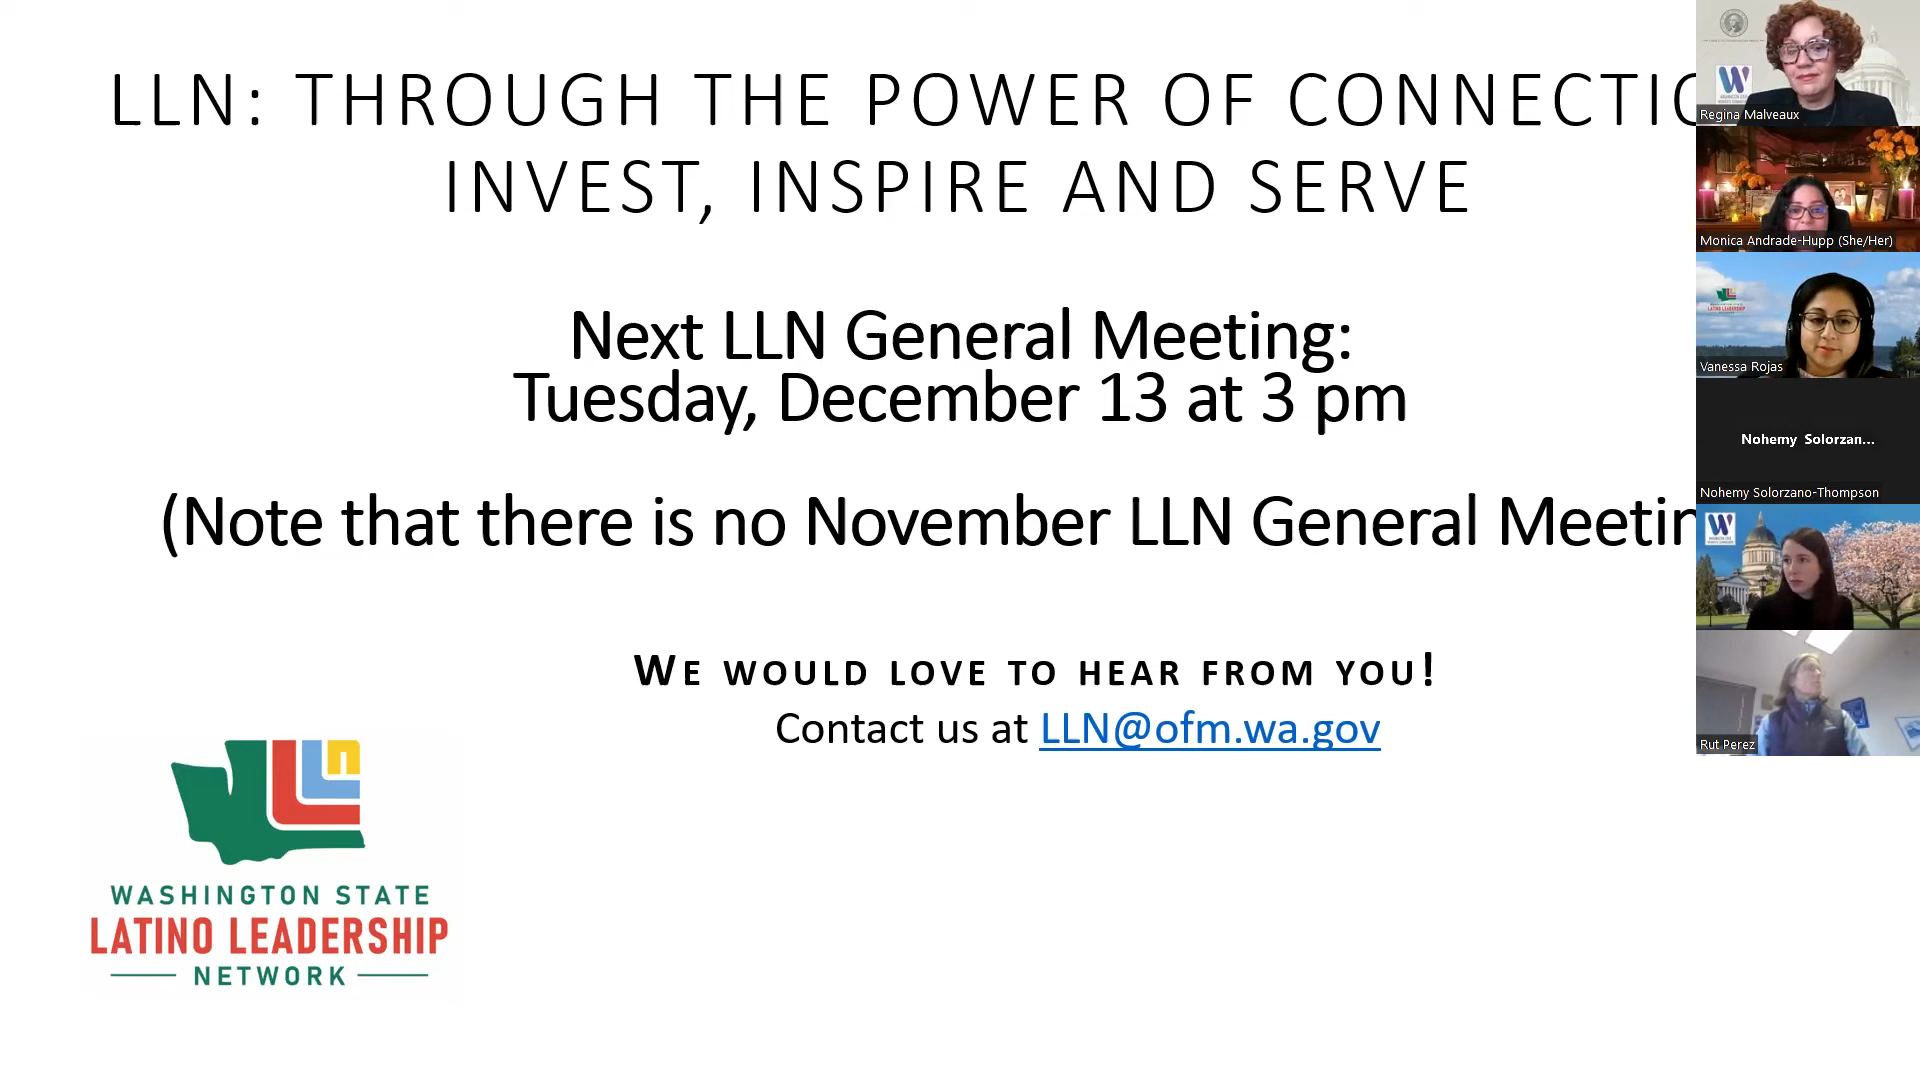 LLN: THROUGH THE POWER OF CONNECTIO
INVEST, INSPIRE AND SERVE
Next LLN General Meeting:
Tuesday, December 13 at 3 pm
(Note that there is no November LLN General Meetin
WE WOULD LOVE TO HEAR FROM YOU!
Contact us at LLN@ofm.wa.gov
LLN
WASHINGTON STATE
LATINO LEADERSHIP
NETWORK
W
Regina Malveaux
Monica Andrade-Hupp (She/Her)
Vanessa Rojas
Nohemy Solorzan...
Nohemy Solorzano-Thompson
W
Rut Perez